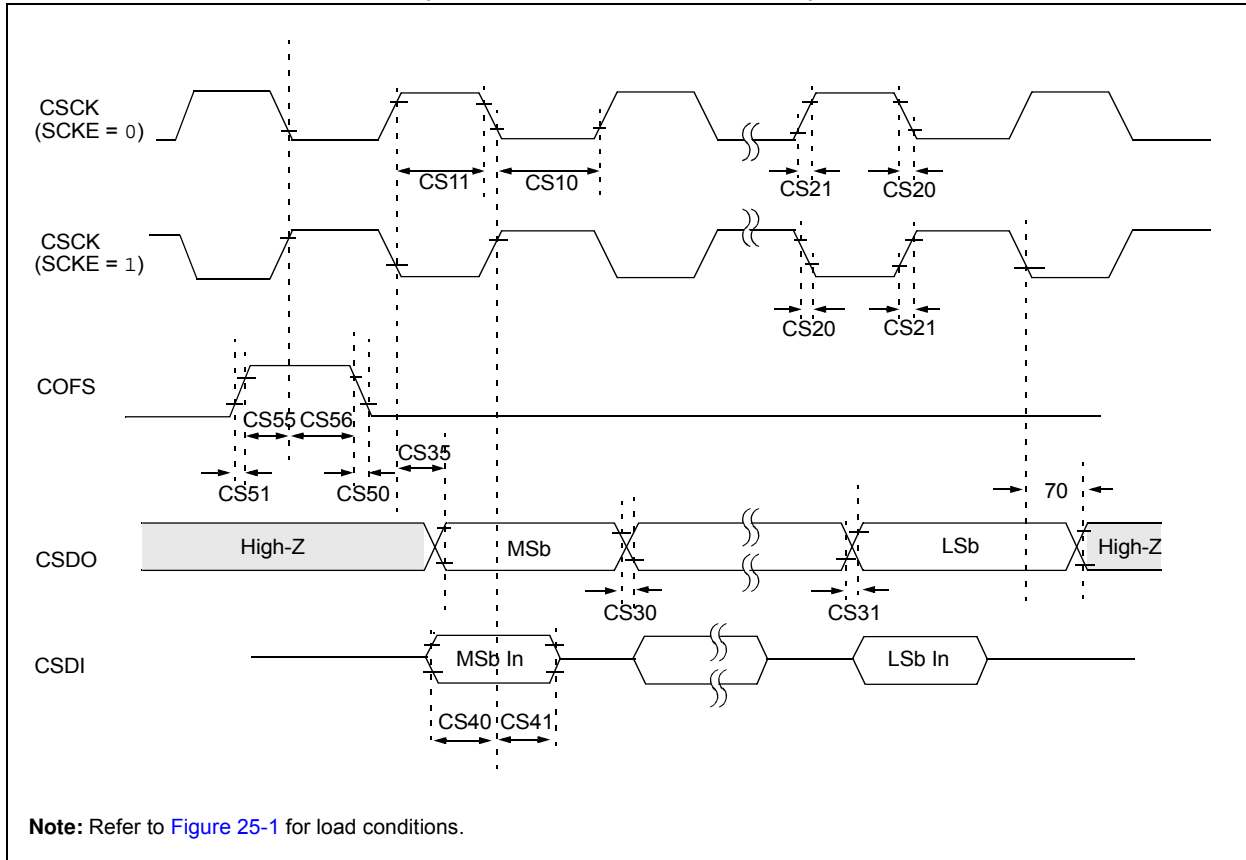 CSCK
(SCKE = 0)
CS11
CS10
CS21
CS20
CSCK
(SCKE = 1)
CS20
CS21
COFS
CS55
CS56
CS35
CS51
CS50
70
CSDO
High-Z
MSb
LSb
High-Z
CS30
CS31
CSDI
MSb In
LSb In
CS40
CS41
Note: Refer to Figure 25-1 for load conditions.